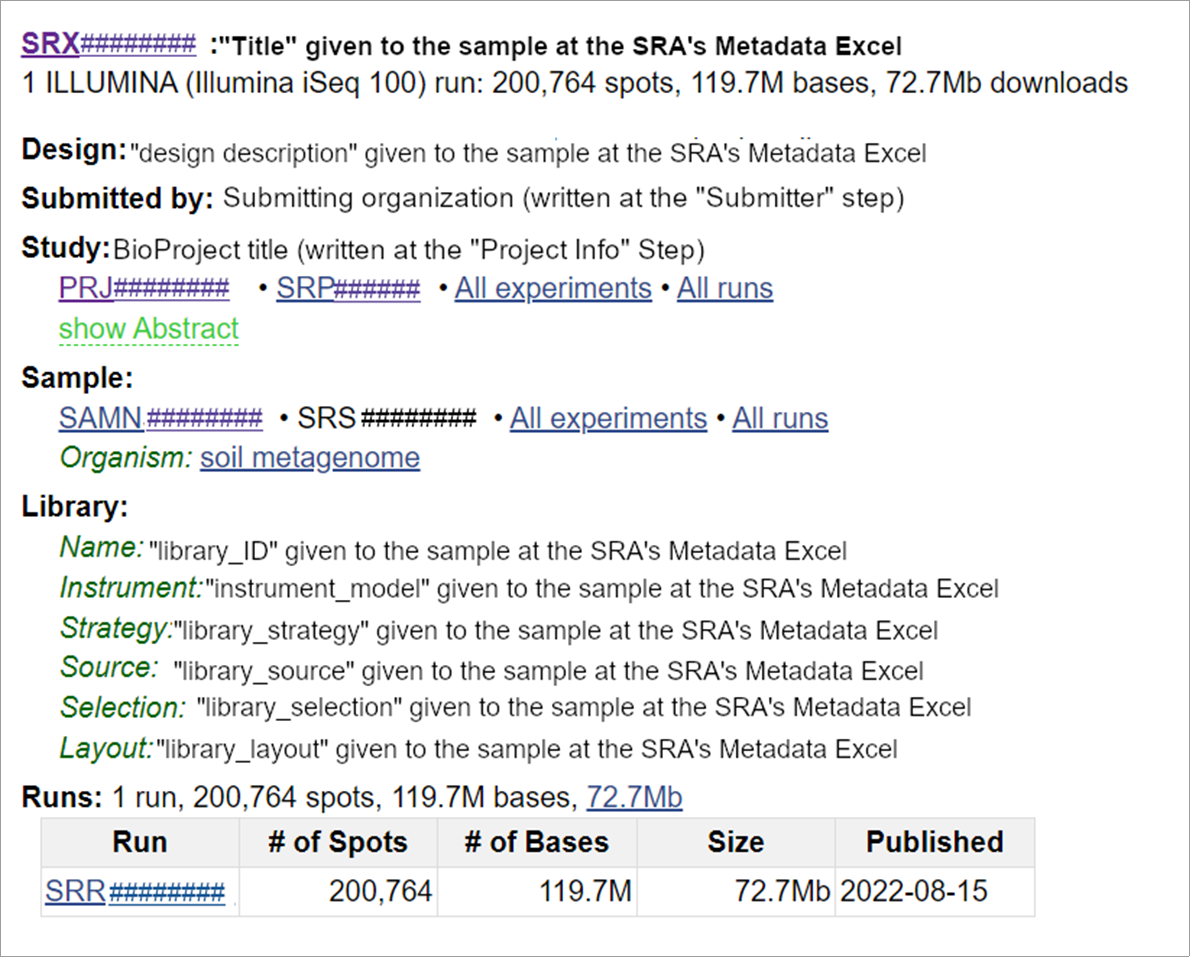 SRX######## :"Title" given to the sample at the SRA's Metadata Excel
1 ILLUMINA (Illumina iSeq 100) run: 200,764 spots, 119.7M bases, 72.7Mb downloads
Design: "design description" given to the sample at the SRA's Metadata Excel
Submitted by: Submitting organization (written at the "Submitter" step)
Study: BioProject title (written at the "Project Info" Step)
PRJ######## • SRP###### • All experiments • All runs
show Abstract
Sample:
SAMN ######## • SRS ######## • All experiments • All runs
Organism: soil metagenome
Library:
Name: "library_ID" given to the sample at the SRA's Metadata Excel
Instrument: "instrument_model" given to the sample at the SRA's Metadata Excel
Strategy: "library_strategy" given to the sample at the SRA's Metadata Excel
Source: "library_source" given to the sample at the SRA's Metadata Excel
Selection: "library_selection" given to the sample at the SRA's Metadata Excel
Layout: "library_layout" given to the sample at the SRA's Metadata Excel
Runs: 1 run, 200,764 spots, 119.7M bases, 72.7Mb
Run # of Spots # of Bases Size Published
SRR ######## 200,764 119.7M 72.7Mb 2022-08-15